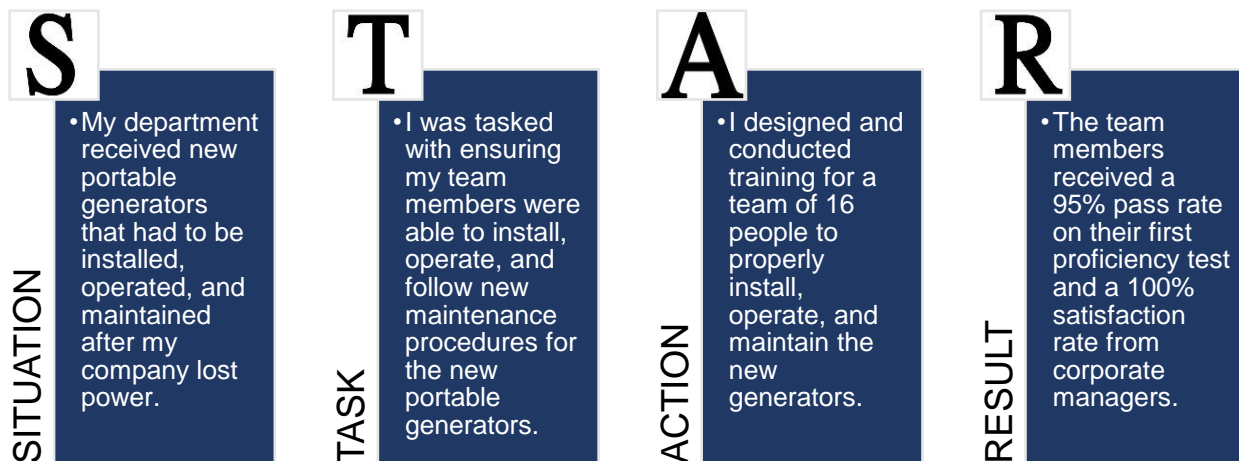 S
SITUATION
•My department
received new
portable
generators
that had to be
installed,
operated, and
maintained
after my
company lost
power.
T
TASK
•I was tasked
with ensuring
my team
members were
able to install,
operate, and
follow new
maintenance
procedures for
the new
portable
generators.
A
ACTION
•I designed and
conducted
training for a
team of 16
people to
properly
install,
operate, and
maintain the
new
generators.
R
RESULT
•The team
members
received a
95% pass rate
on their first
proficiency test
and a 100%
satisfaction
rate from
corporate
managers.